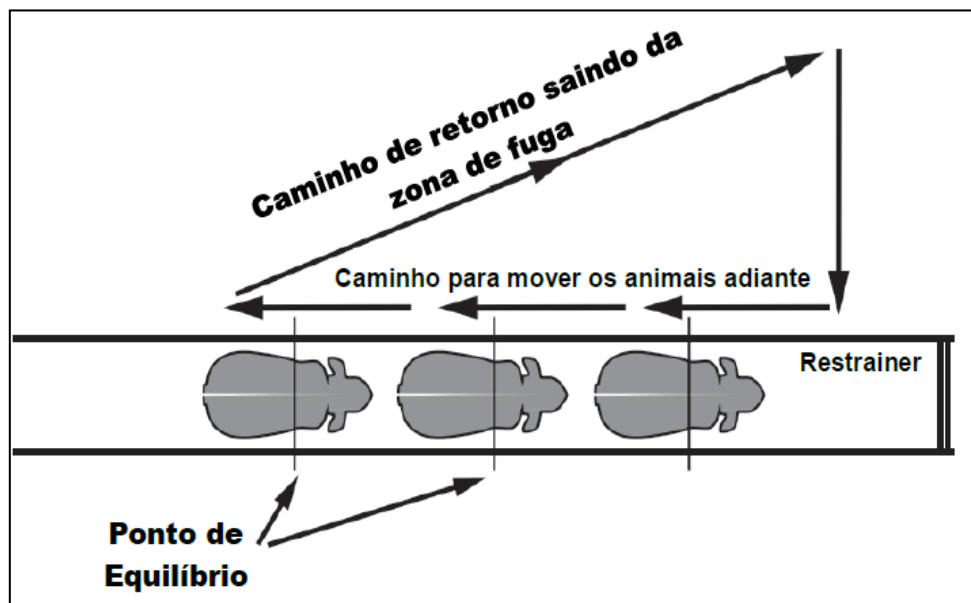 Caminho de retorno saindo da
zona de fuga
Caminho para mover os animais adiante
Restrainer
Ponto de
Equilíbrio